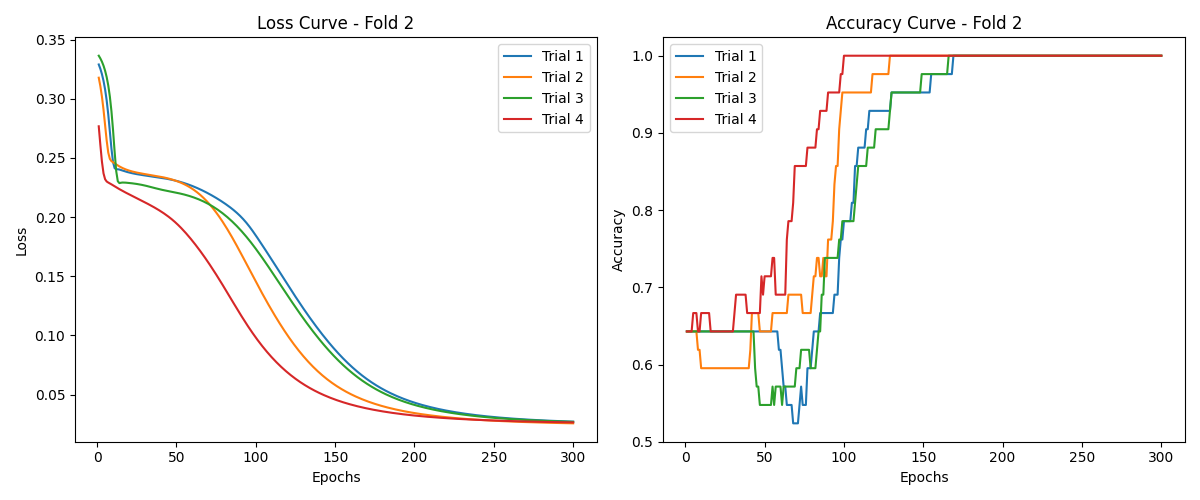 Loss Curve - Fold 2
0.35
0.30
0.25
0.20
0.15
0.10
0.05
Loss
0 50 100 150 200 250 300
Epochs
Trial 1
Trial 2
Trial 3
Trial 4
Accuracy Curve - Fold 2
1.0
0.9
0.8
0.7
0.6
0.5
Accuracy
0 50 100 150 200 250 300
Epochs
Trial 1
Trial 2
Trial 3
Trial 4